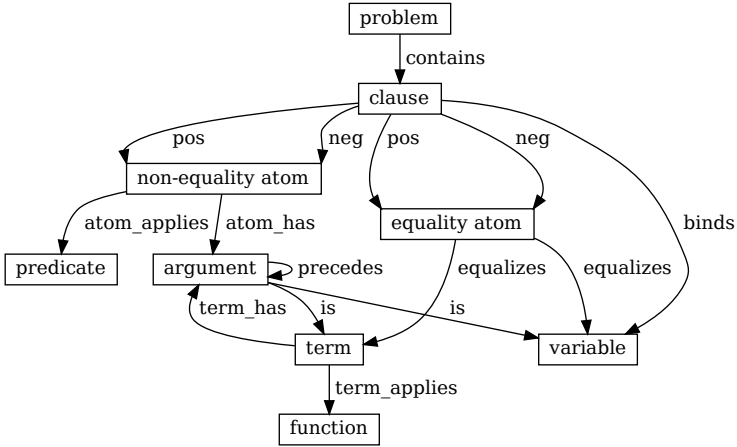 problem
contains
clause
pos
neg
pos
neg
non-equality atom
equality atom
binds
atom_applies
atom_has
predicate
argument
precedes
equalizes
equalizes
term_has
is
is
term
variable
term_applies
function